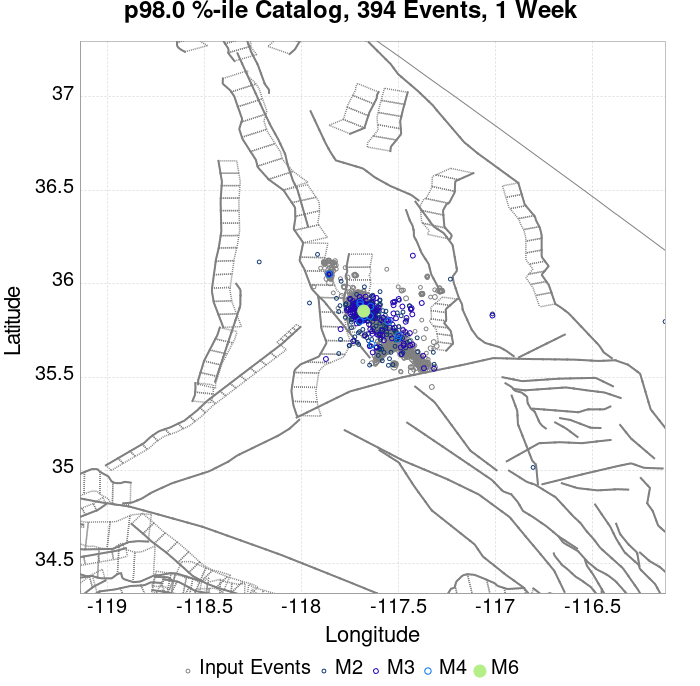 p98.0 %-ile Catalog, 394 Events, 1 Week
37
36.5
36
35.5
35
34.5
Latitude
-119 -118.5 -118 -117.5 -117 -116.5
Longitude
Input Events M2 M3 M4 M6